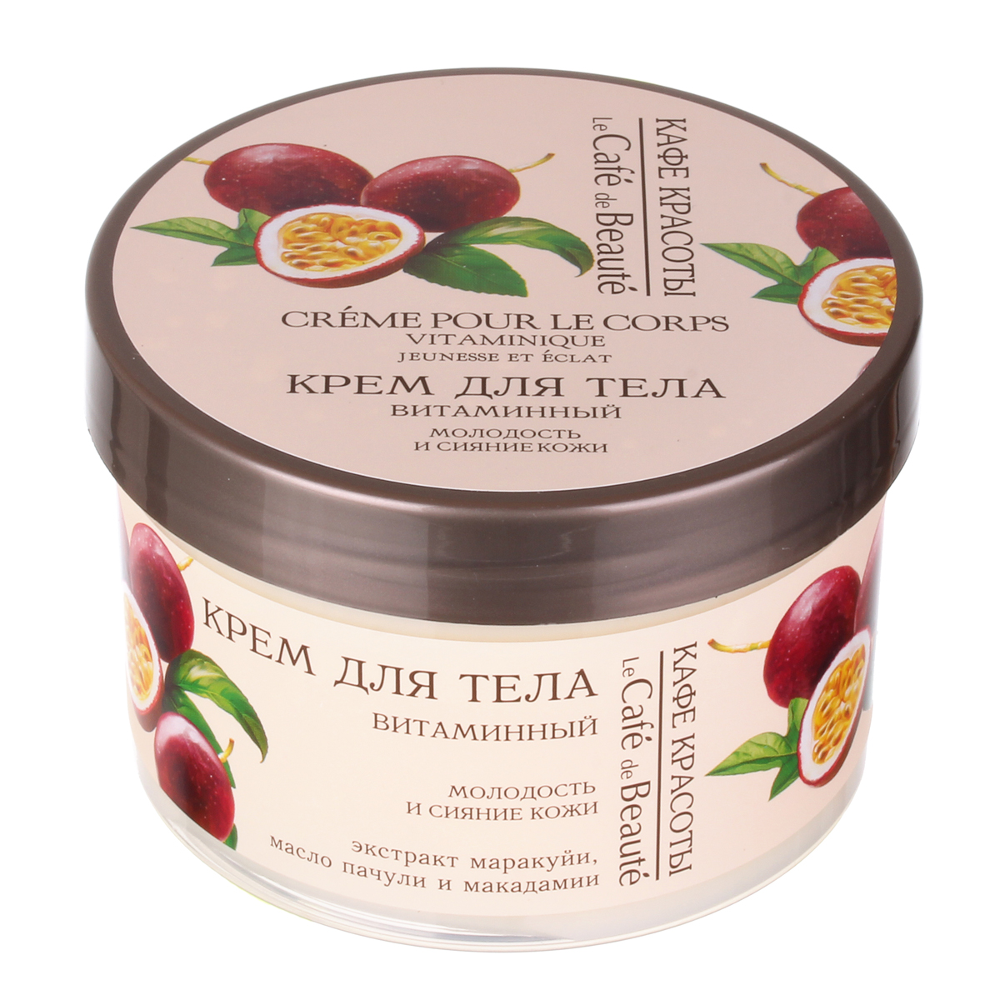 КАФЕ КРАСОТЫ
Le Café de Beauté
CRÉME POUR LE CORPS
VITAMINIQUE
JEUNESSE ET ÉCLAT
КРЕМ ДЛЯ ТЕЛА
ВИТАМИННЫЙ
МОЛОДОСТЬ
И СИЯНИЕ КОЖИ
КРЕМ ДЛЯ ТЕЛА
ВИТАМИННЫЙ
МОЛОДОСТЬ
И СИЯНИЕ КОЖИ
экстракт маракуйи,
масло пачули и макадамии
КАФЕ КРАСОТЫ
Le Café de Beauté